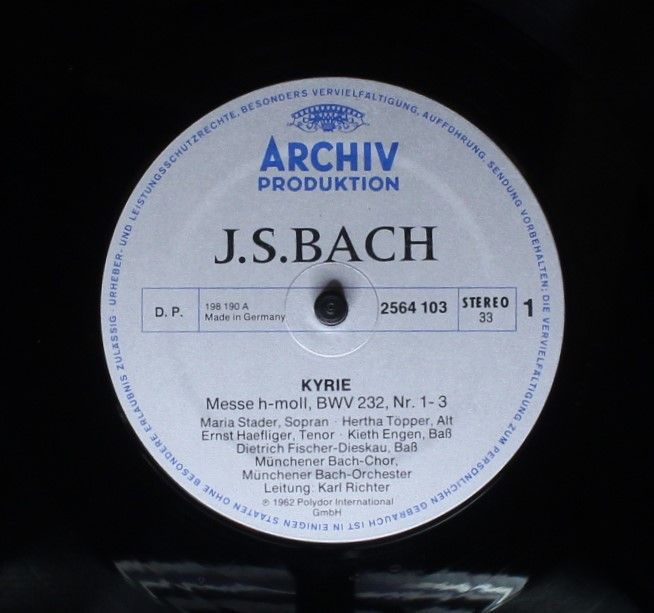 URHEBER- UND LEISTUNGSSCHUTZRECHTE, BESONDERS VERVIELFÄLTIGUNG, AUFFÜHRUNG, SENDUNG VORBEHALTEN; DIE VERVIELFÄLTIGUNG ZUM PERSÖNLICHEN GEBRAUCH IST IN EINIGEN STAATEN OHNE BESONDERE ERLAUBNIS ZULÄSSIG ·
ARCHIV
PRODUKTION
J.S.BACH
D. P.
198 190 A
Made in Germany
2564 103
STEREO
33
1
KYRIE
Messe h-moll, BWV 232, Nr. 1-3
Maria Stader, Sopran · Hertha Töpper, Alt
Ernst Haefliger, Tenor · Kieth Engen, Baß
Dietrich Fischer-Dieskau, Baß
Münchener Bach-Chor,
Münchener Bach-Orchester
Leitung: Karl Richter
℗ 1962 Polydor International
GmbH